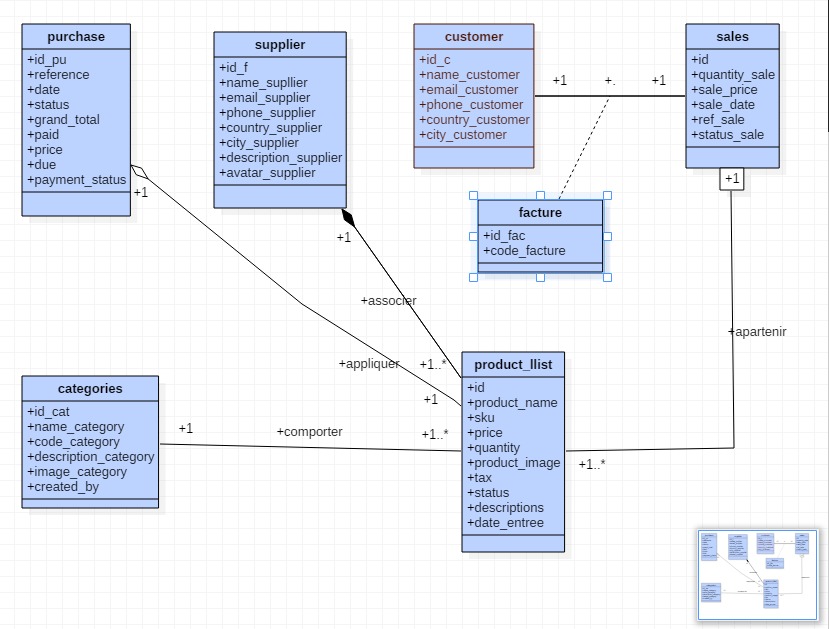 purchase
+id_pu
+reference
+date
+status
+grand_total
+paid
+price
+due
+payment_status
+1
supplier
+id_f
+name_supllier
+email_supplier
+phone_supplier
+country_supplier
+city_supplier
+description_supplier
+avatar_supplier
+1
customer
+id_c
+name_customer
+email_customer
+phone_customer
+country_customer
+city_customer
+1
+.
+1
sales
+id
+quantity_sale
+sale_price
+sale_date
+ref_sale
+status_sale
+1
facture
+id_fac
+code_facture
+associer
+apartenir
+appliquer
+1..*
+1
categories
+id_cat
+name_category
+code_category
+description_category
+image_category
+created_by
+1
+comporter
+1..*
product_llist
+id
+product_name
+sku
+price
+quantity
+product_image
+tax
+status
+descriptions
+date_entree
+1..*